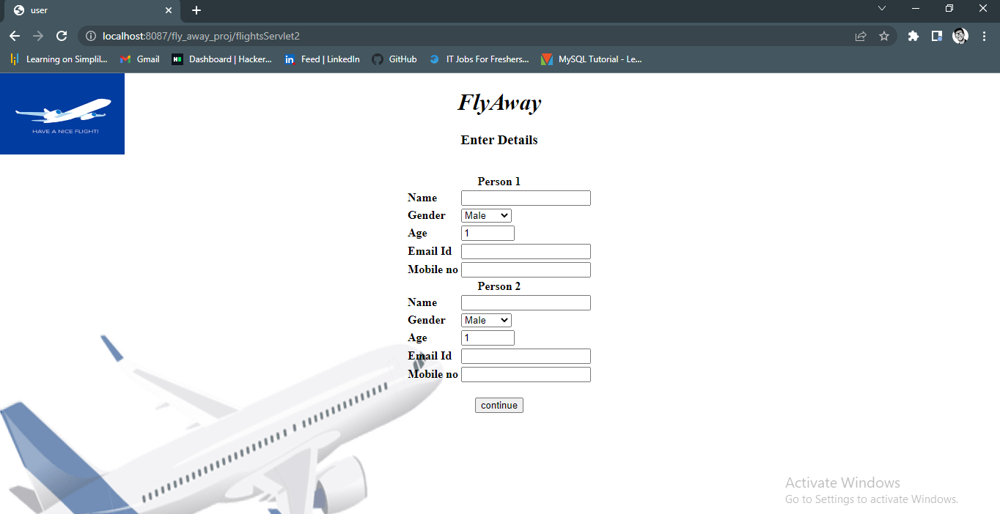 user
localhost:8087/fly_away_proj/flightsServlet2
Learning on Simplil... Gmail Dashboard | Hacker... Feed | LinkedIn GitHub IT Jobs For Freshers... MySQL Tutorial - Le...
HAVE A NICE FLIGHT!
FlyAway
Enter Details
Person 1
Name
Gender Male
Age 1
Email Id
Mobile no
Person 2
Name
Gender Male
Age 1
Email Id
Mobile no
continue
Activate Windows
Go to Settings to activate Windows.